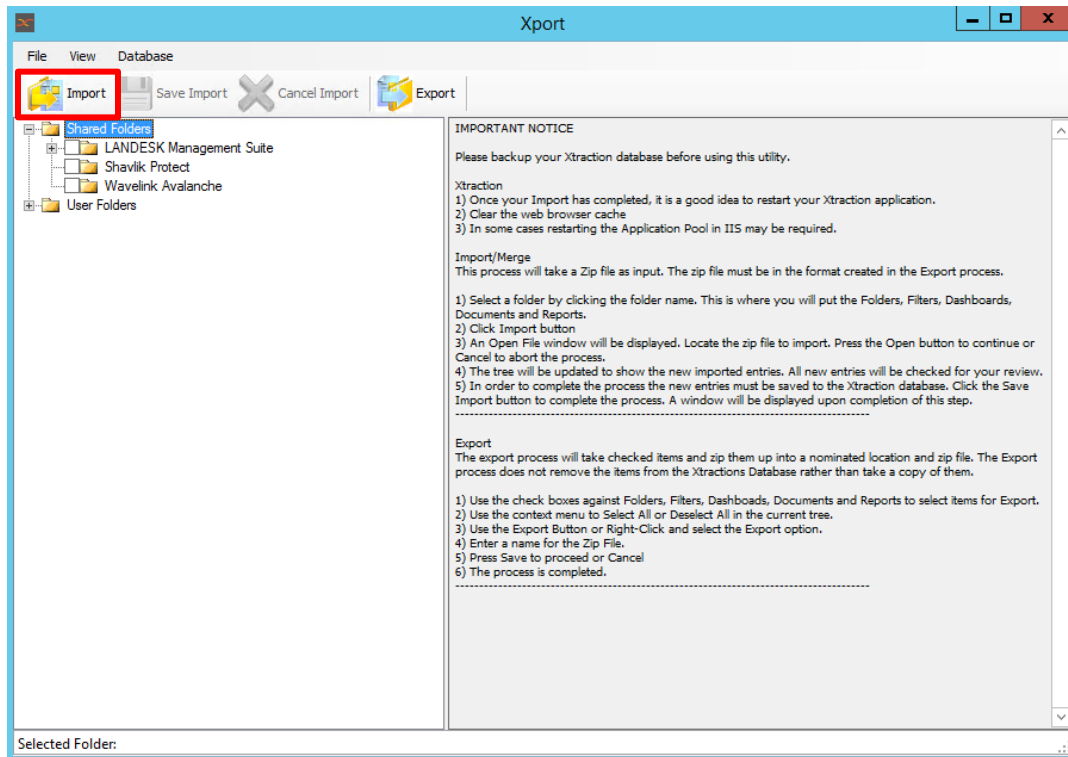 Xport
File View Database
Import Save Import Cancel Import Export
Shared Folders
LANDESK Management Suite
Shavlik Protect
Wavelink Avalanche
User Folders
IMPORTANT NOTICE
Please backup your Xtraction database before using this utility.
Xtraction
1) Once your Import has completed, it is a good idea to restart your Xtraction application.
2) Clear the web browser cache
3) In some cases restarting the Application Pool in IIS may be required.
Import/Merge
This process will take a Zip file as input. The zip file must be in the format created in the Export process.
1) Select a folder by clicking the folder name. This is where you will put the Folders, Filters, Dashboards,
Documents and Reports.
2) Click Import button
3) An Open File window will be displayed. Locate the zip file to import. Press the Open button to continue or
Cancel to abort the process.
4) The tree will be updated to show the new imported entries. All new entries will be checked for your review.
5) In order to complete the process the new entries must be saved to the Xtraction database. Click the Save
Import button to complete the process. A window will be displayed upon completion of this step.
----------------------------------------------------------------------------------------
Export
The export process will take checked items and zip them up into a nominated location and zip file. The Export
process does not remove the items from the Xtractions Database rather than take a copy of them.
1) Use the check boxes against Folders, Filters, Dashboads, Documents and Reports to select items for Export.
2) Use the context menu to Select All or Deselect All in the current tree.
3) Use the Export Button or Right-Click and select the Export option.
4) Enter a name for the Zip File.
5) Press Save to proceed or Cancel
6) The process is completed.
----------------------------------------------------------------------------------------
Selected Folder: